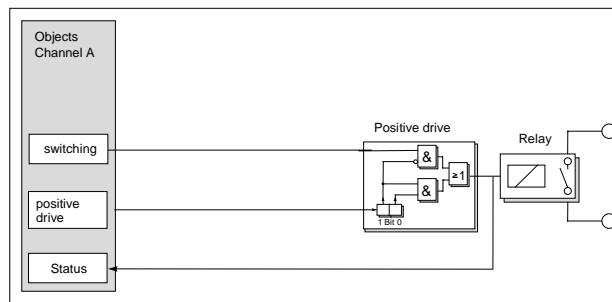 Objects
Channel A
switching
positive
drive
Status
Positive drive
&
≥1
&
1 Bit 0
Relay